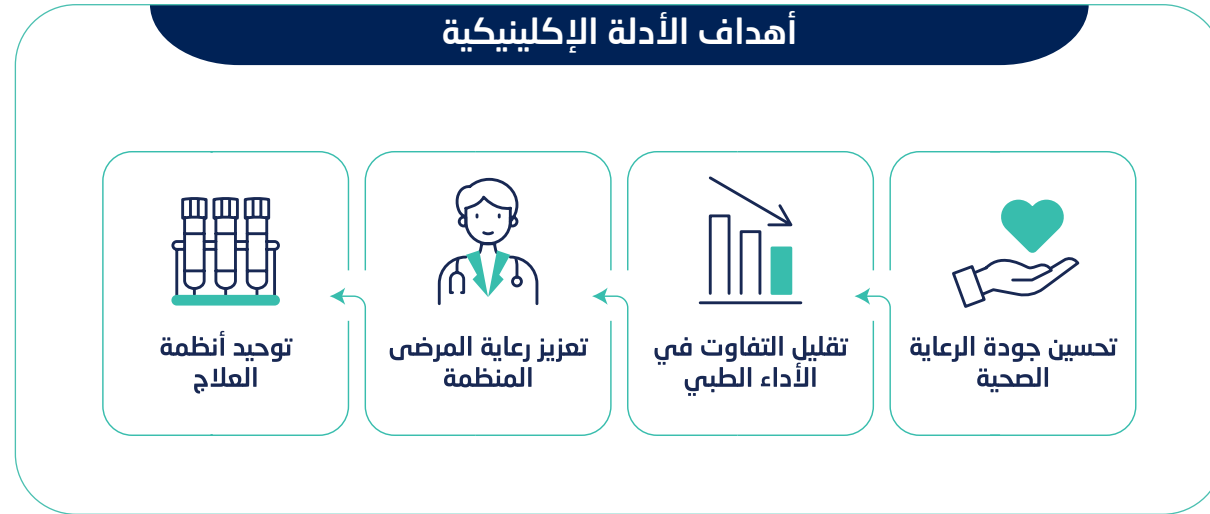 أهداف الأدلة الإكلينيكية
تحسين جودة الرعاية
الصحية
تقليل التفاوت في
الأداء الطبي
تعزيز رعاية المرضى
المنظمة
توحيد أنظمة
العلاج